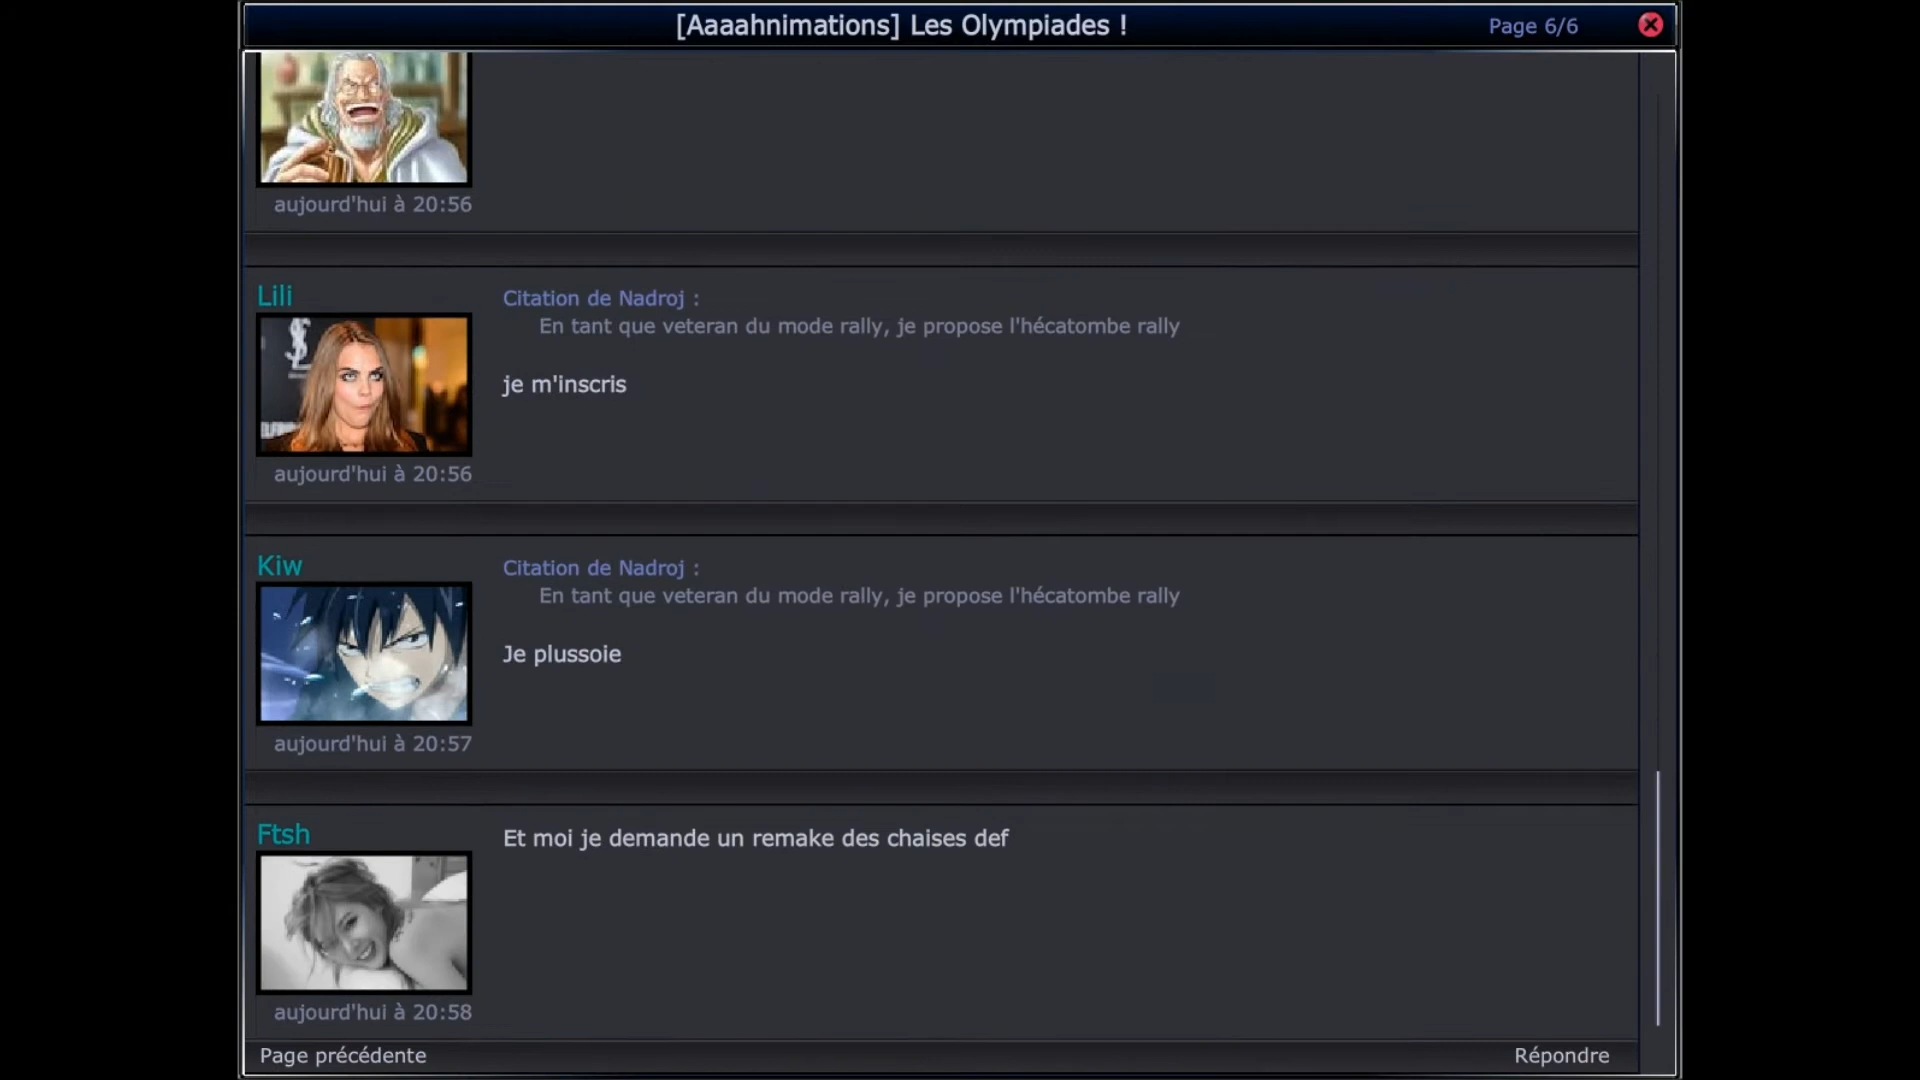 [Aaaahnimations] Les Olympiades !
Page 6/6
aujourd'hui à 20:56
Lili
Citation de Nadroj :
En tant que veteran du mode rally, je propose l'hécatombe rally
je m'inscris
aujourd'hui à 20:56
Kiw
Citation de Nadroj :
En tant que veteran du mode rally, je propose l'hécatombe rally
Je plussoie
aujourd'hui à 20:57
Ftsh
Et moi je demande un remake des chaises def
aujourd'hui à 20:58
Page précédente
Répondre